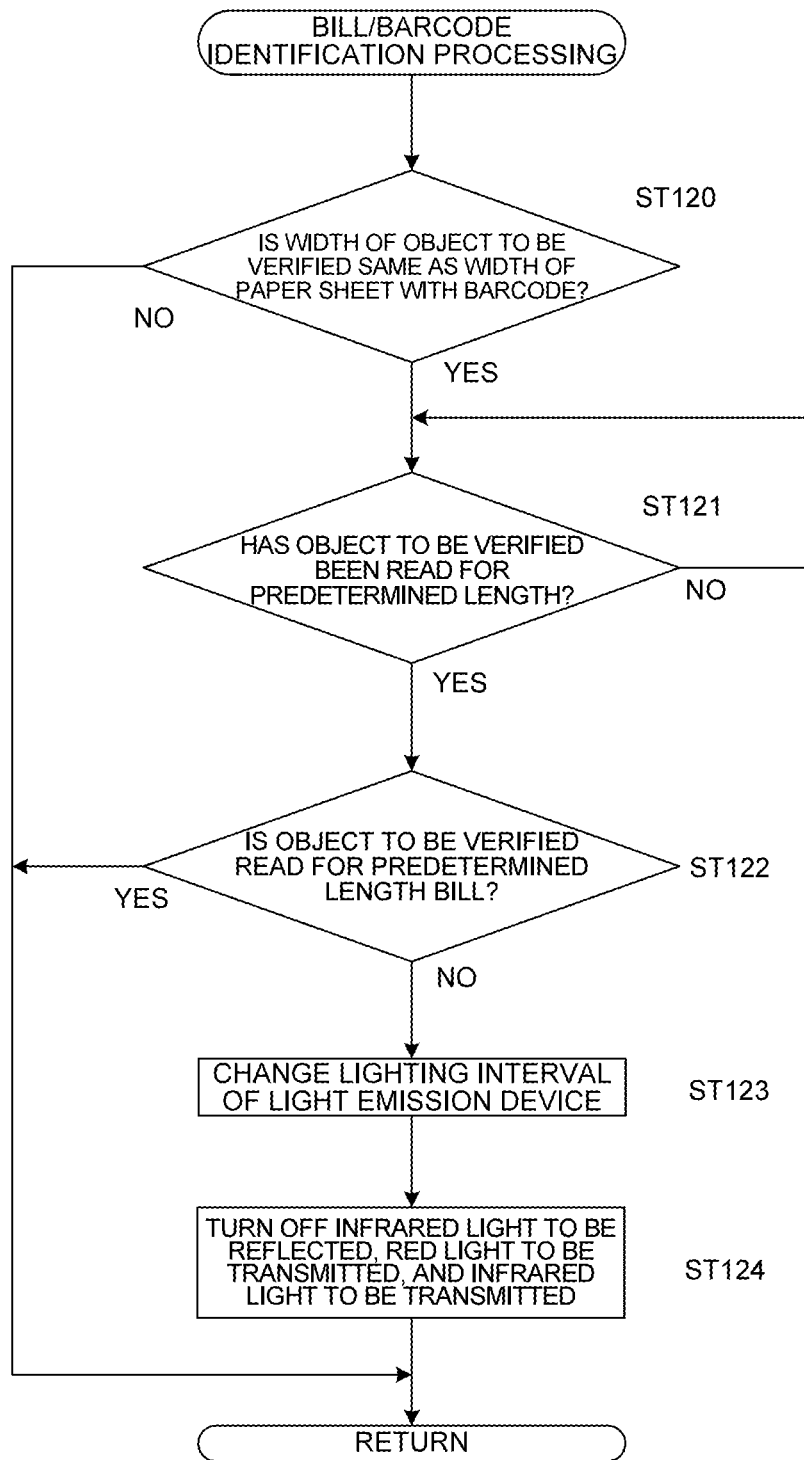 BILL/BARCODE
IDENTIFICATION PROCESSING
ST120
IS WIDTH OF OBJECT TO BE
VERIFIED SAME AS WIDTH OF
PAPER SHEET WITH BARCODE?
NO
YES
ST121
HAS OBJECT TO BE VERIFIED
BEEN READ FOR
PREDETERMINED LENGTH?
NO
YES
IS OBJECT TO BE VERIFIED
READ FOR PREDETERMINED
LENGTH BILL?
ST122
YES
NO
CHANGE LIGHTING INTERVAL
OF LIGHT EMISSION DEVICE
ST123
TURN OFF INFRARED LIGHT TO BE
REFLECTED, RED LIGHT TO BE
TRANSMITTED, AND INFRARED
LIGHT TO BE TRANSMITTED
ST124
RETURN